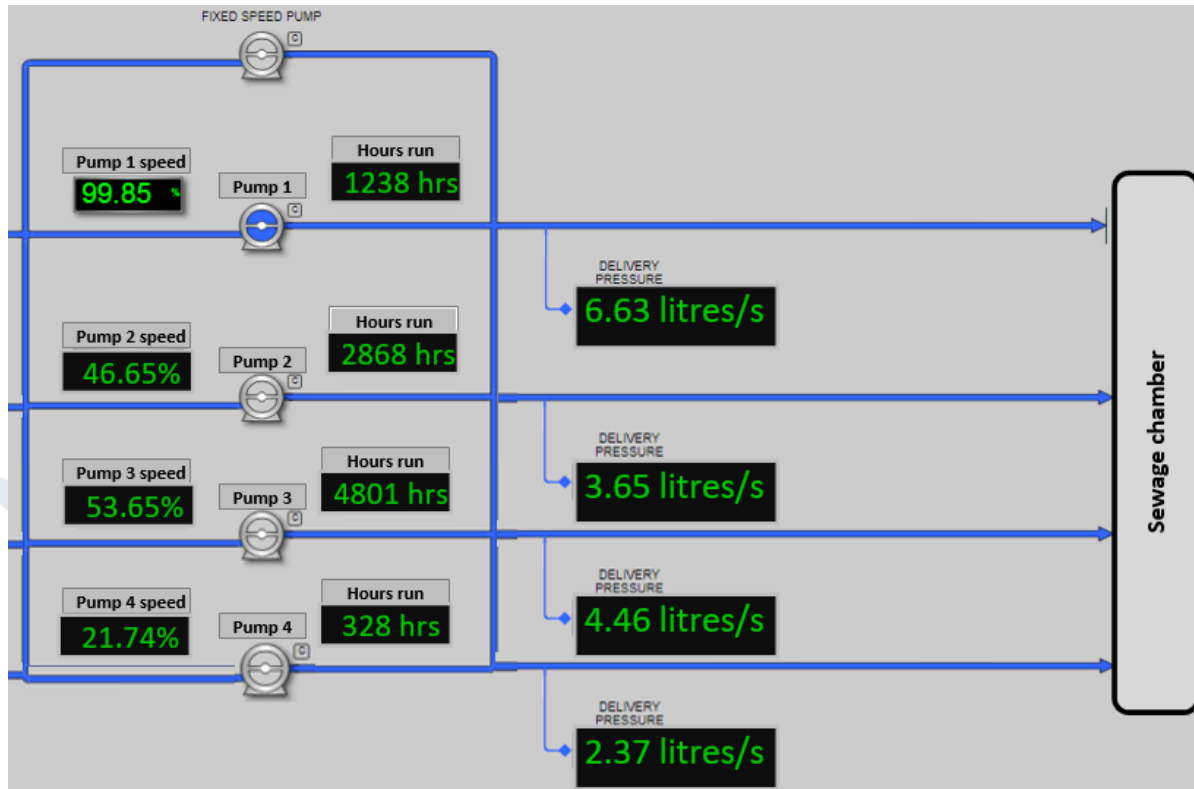 FIXED SPEED PUMP
C
Hours run
1238 hrs
Pump 1 speed
99.85 %
Pump 1
C
DELIVERY
PRESSURE
6.63 litres/s
Hours run
2868 hrs
Pump 2 speed
46.65%
Pump 2
C
DELIVERY
PRESSURE
3.65 litres/s
Hours run
4801 hrs
Pump 3 speed
53.65%
Pump 3
C
DELIVERY
PRESSURE
4.46 litres/s
Hours run
328 hrs
Pump 4 speed
21.74%
Pump 4
C
DELIVERY
PRESSURE
2.37 litres/s
Sewage chamber